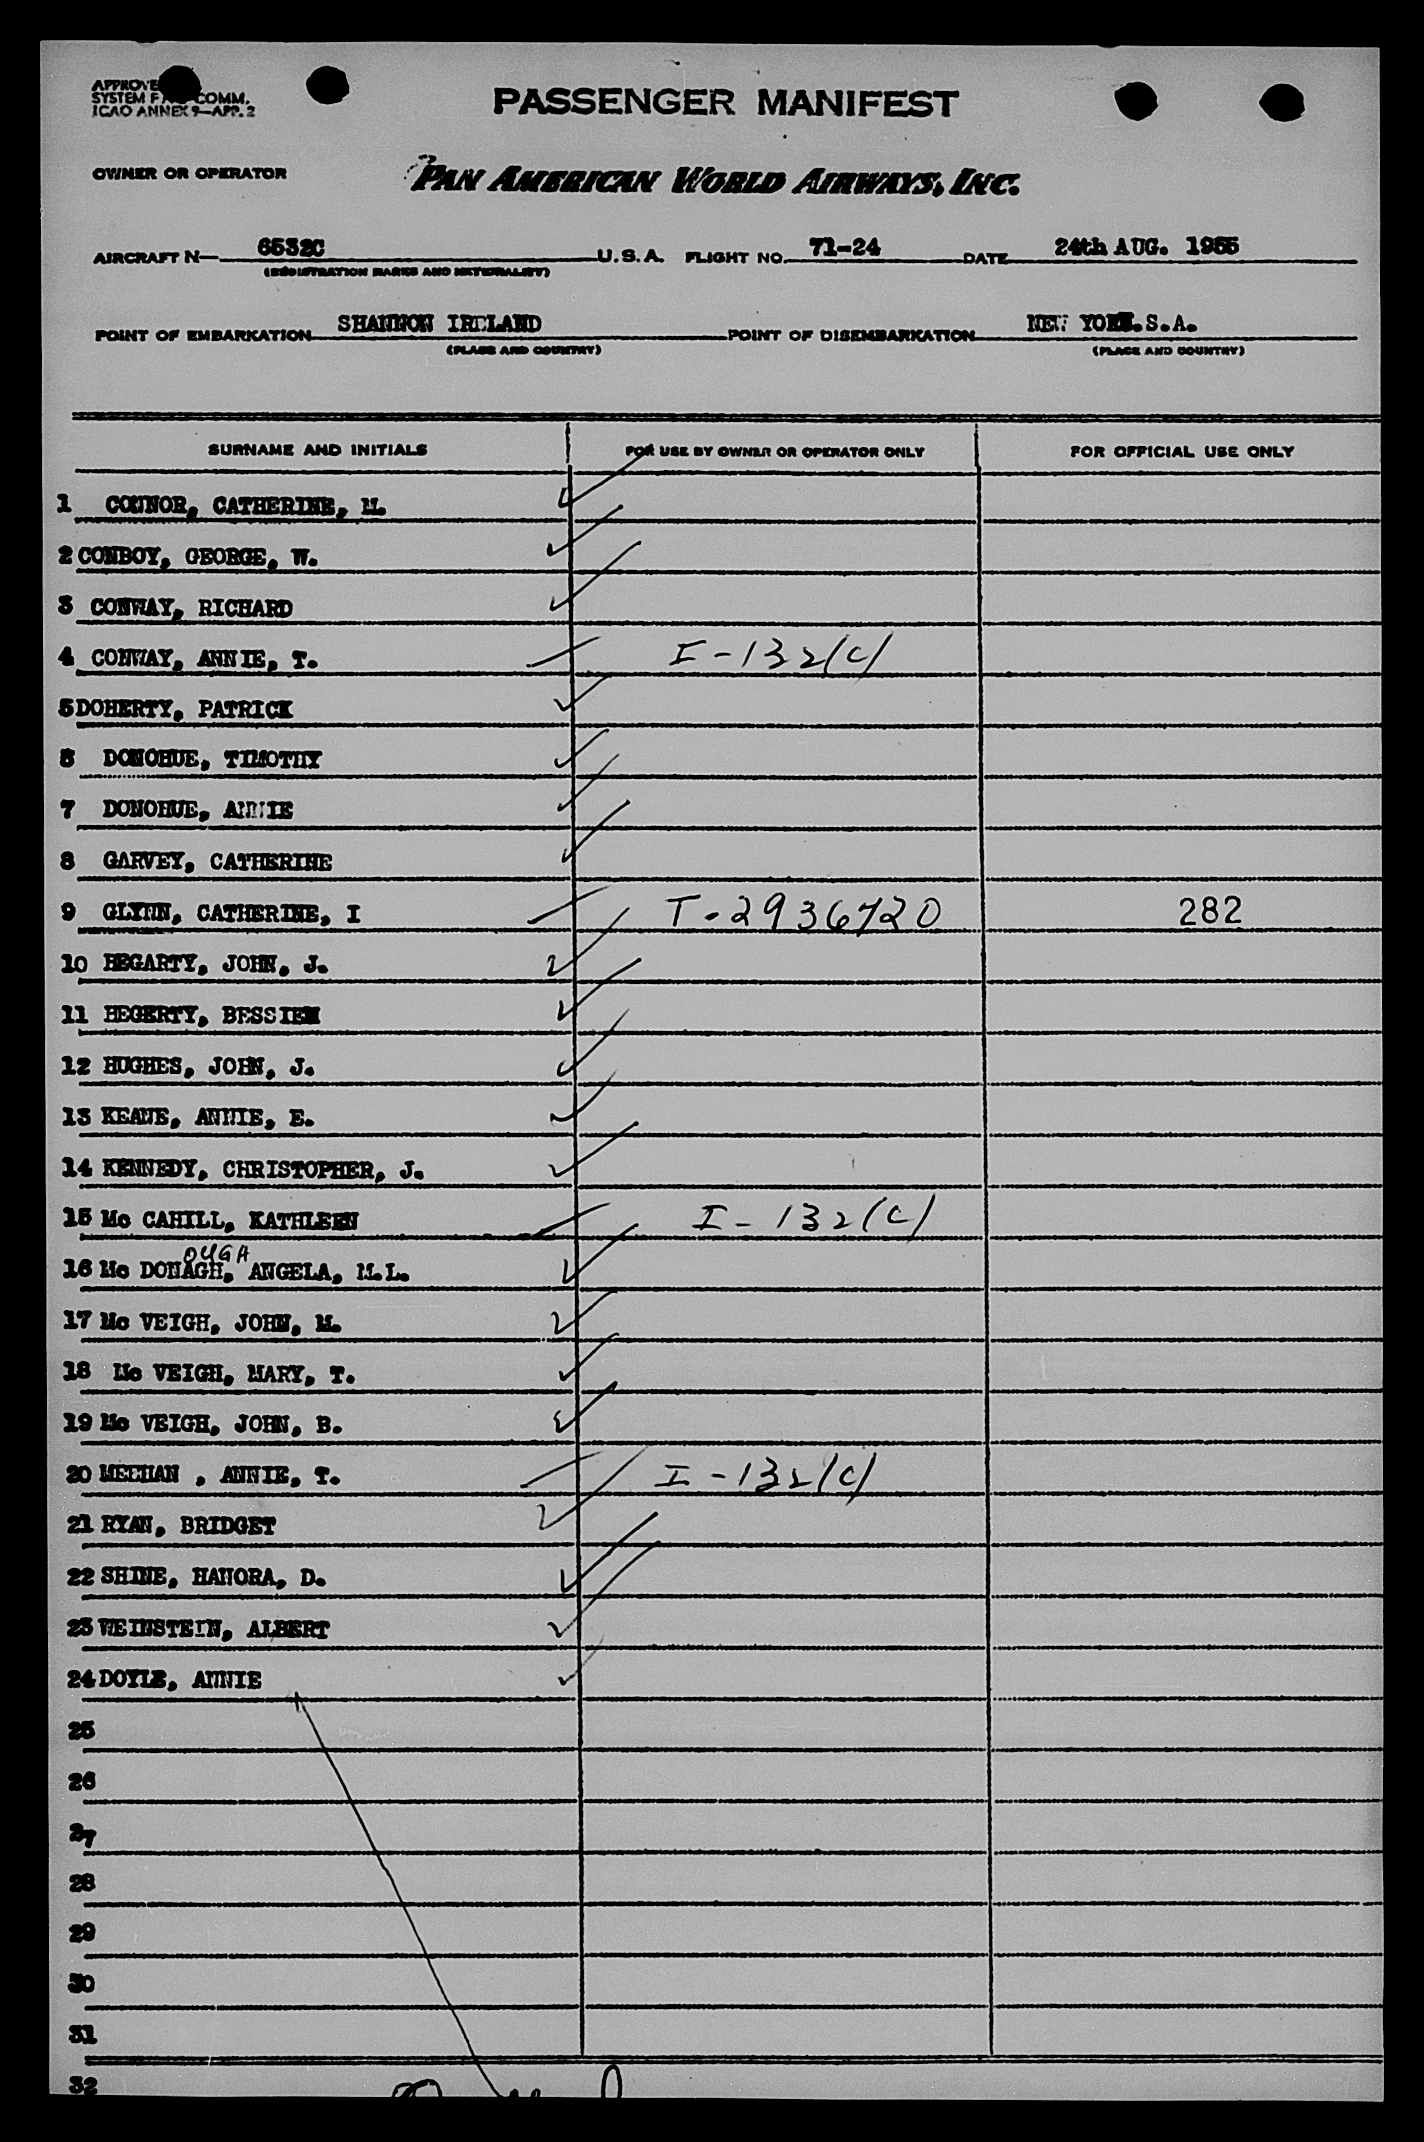 PASSENGER MANIFEST
SYSTEM COMM.
ICAO ANNEX 9—APP. 2
OWNER OR OPERATOR PAN AMERICAN WORLD AIRWAYS, INC.
AIRCRAFT N— 6532C U.S.A. FLIGHT NO. 71-24 DATE 24th AUG. 1955
(REGISTRATION MARKS AND NATIONALITY)
POINT OF EMBARKATION SHANNON IRELAND POINT OF DISEMBARKATION NEW S.A.
(PLACE AND COUNTRY) (PLACE AND COUNTRY)
SURNAME AND INITIALS FOR USE BY OWNER OR OPERATOR ONLY FOR OFFICIAL USE ONLY
1 CONNOR, CATHERINE, M.
2 CONBOY, GEORGE, W.
3 CONWAY, RICHARD
4 CONWAY, ANNIE, T. I-132(C)
5 DOHERTY, PATRICK
6 DONOHUE, TIMOTHY
7 DONOHUE, ANNIE
8 GARVEY, CATHERINE
9 GLYNN, CATHERINE, I T-2936720 282
10 HEGARTY, JOHN, J.
11 HEGERTY,
12 HUGHES, JOHN, J.
13 KEANE, ANNIE, E.
14 KENNEDY, CHRISTOPHER, J.
15 Mc CAHILL, KATHLEEN I-132(C)
OUGA
16 Mc DONAGH, ANGELA, M.L.
17 Mc VEIGH, JOHN, M.
18 Mc VEIGH, MARY, T.
19 Mc VEIGH, JOHN, B.
20 MEEHAN , ANNIE, T. I-132(C)
21 RYAN, BRIDGET
22 SHINE, HANORA, D.
23 WEINSTEIN, ALBERT
24 DOYLE, ANNIE
25
26
27
28
29
30
31
32